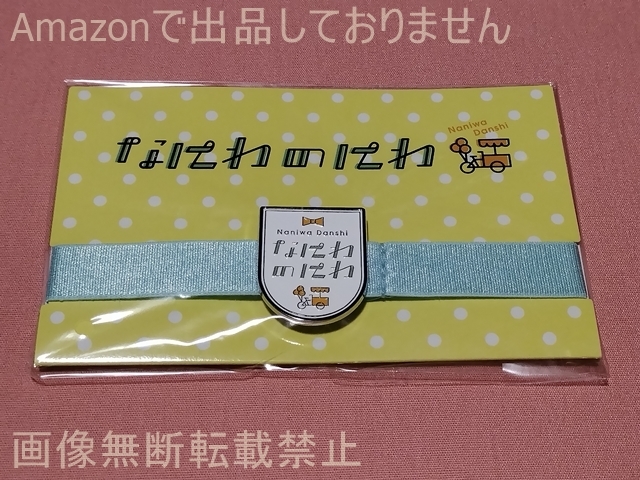 Amazonで出品しておりません
なにわのにわ
Naniwa
Danshi
Naniwa Danshi
なにわ
のにわ
画像無断転載禁止